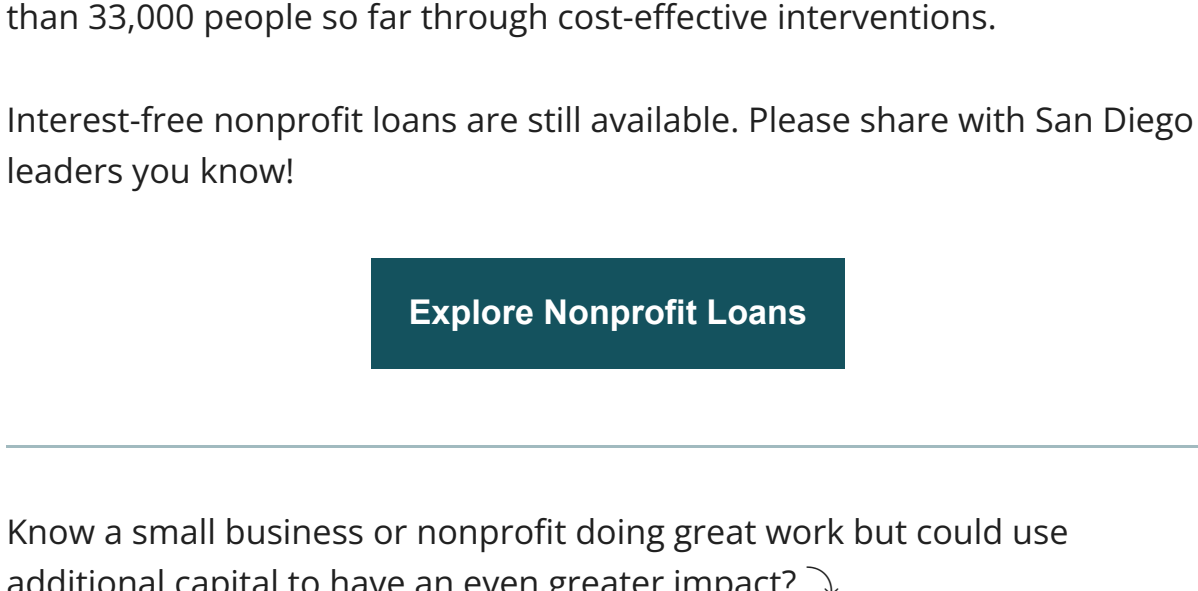 than 33,000 people so far through cost-effective interventions.
Interest-free nonprofit loans are still available. Please share with San Diego
leaders you know!
Explore Nonprofit Loans
Know a small business or nonprofit doing great work but could use
additional capital to have an even greater impact? ⤵